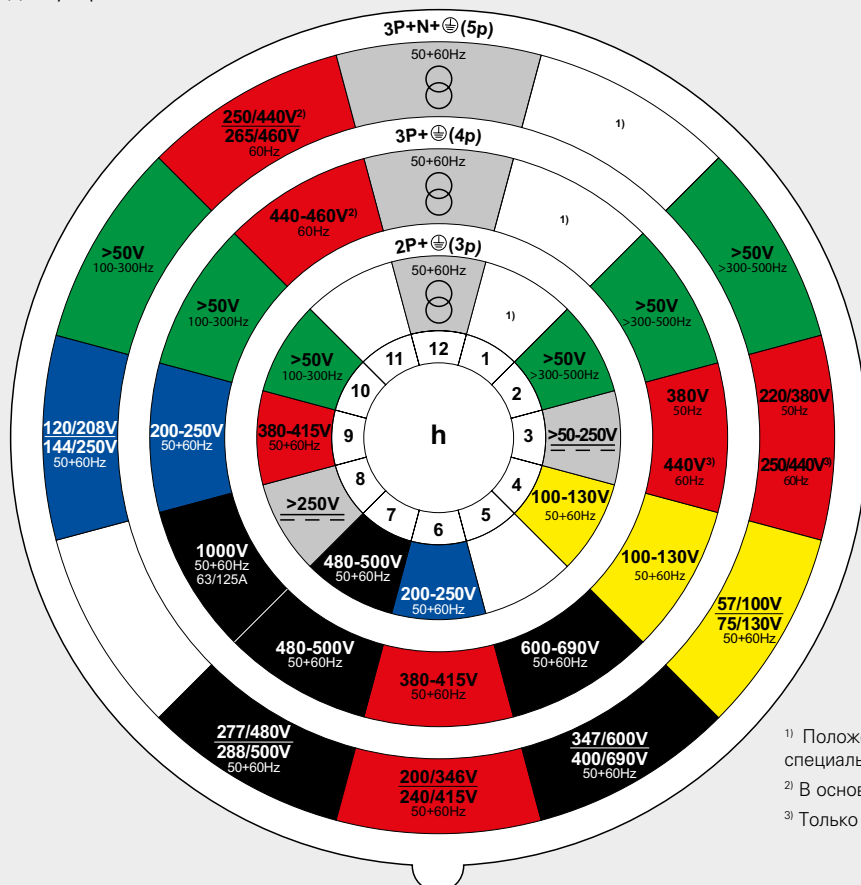 3P+N+⏚(5p)
50+60Hz
1)
>50V
>300-500Hz
220/380V
50Hz
250/440V³⁾
60Hz
57/100V
75/130V
50+60Hz
347/600V
400/690V
50+60Hz
200/346V
240/415V
50+60Hz
277/480V
288/500V
50+60Hz
120/208V
144/250V
50+60Hz
>50V
100-300Hz
250/440V²⁾
265/460V
60Hz
3P+⏚(4p)
50+60Hz
1)
>50V
>300-500Hz
380V
50Hz
440V³⁾
60Hz
100-130V
50+60Hz
600-690V
50+60Hz
380-415V
50+60Hz
480-500V
50+60Hz
1000V
50+60Hz
63/125A
200-250V
50+60Hz
>50V
100-300Hz
440-460V²⁾
60Hz
2P+⏚(3p)
50+60Hz
1)
>50V
>300-500Hz
>50-250V
100-130V
50+60Hz
200-250V
50+60Hz
480-500V
50+60Hz
>250V
380-415V
50+60Hz
>50V
100-300Hz
12
1
2
3
4
5
6
7
8
9
10
11
h
¹⁾ Полож
специаль
²⁾ В основ
³⁾ Только